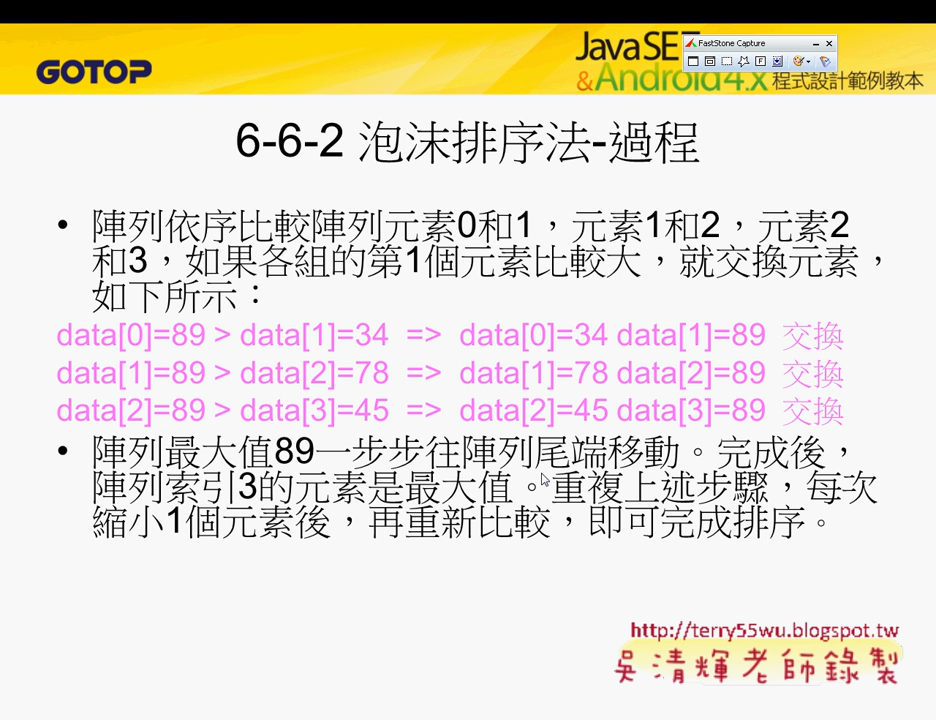 GOTOP
JavaSE
FastStone Capture
&Android4.x 程式設計範例教本
6-6-2 泡沫排序法-過程
• 陣列依序比較陣列元素0和1，元素1和2，元素2
和3，如果各組的第1個元素比較大，就交換元素，
如下所示：
data[0]=89 > data[1]=34 => data[0]=34 data[1]=89 交換
data[1]=89 > data[2]=78 => data[1]=78 data[2]=89 交換
data[2]=89 > data[3]=45 => data[2]=45 data[3]=89 交換
• 陣列最大值89一步步往陣列尾端移動。完成後，
陣列索引3的元素是最大值。重複上述步驟，每次
縮小1個元素後，再重新比較，即可完成排序。
http://terry55wu.blogspot.tw
吳清輝老師錄製